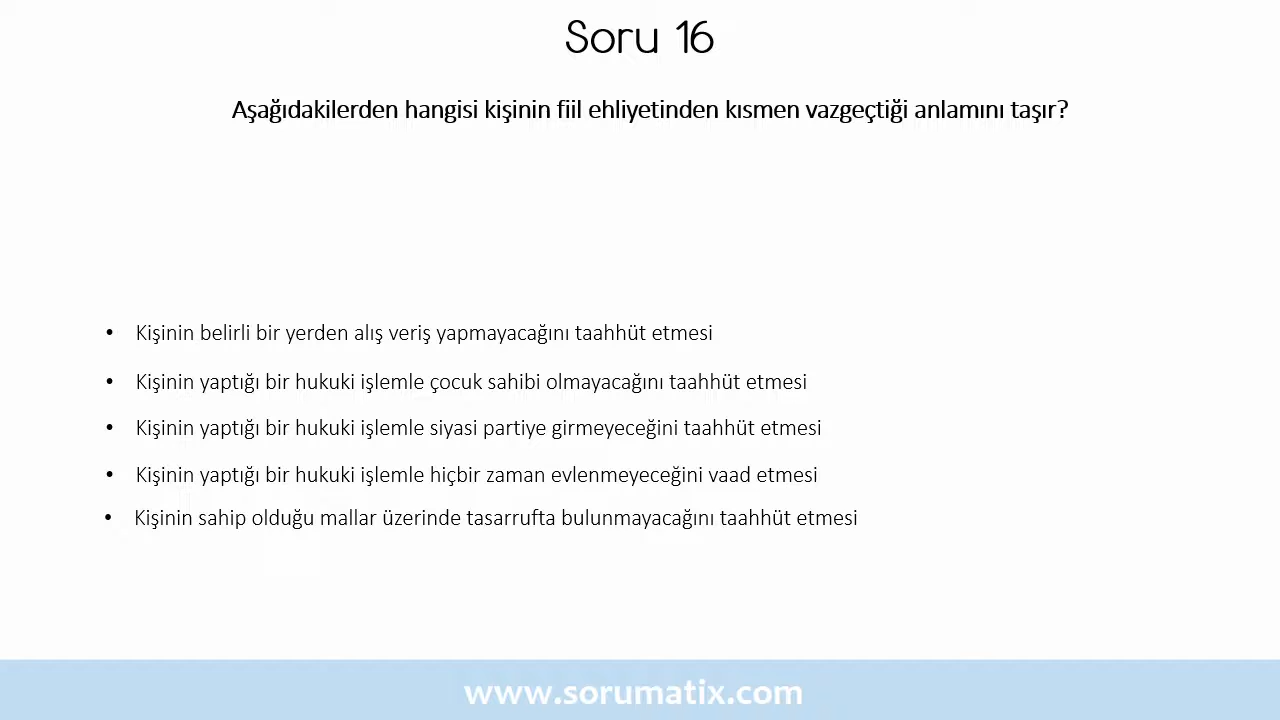 Soru 16
Aşağıdakilerden hangisi kişinin fiil ehliyetinden kısmen vazgeçtiği anlamını taşır?
• Kişinin belirli bir yerden alış veriş yapmayacağını taahhüt etmesi
• Kişinin yaptığı bir hukuki işlemle çocuk sahibi olmayacağını taahhüt etmesi
• Kişinin yaptığı bir hukuki işlemle siyasi partiye girmeyeceğini taahhüt etmesi
• Kişinin yaptığı bir hukuki işlemle hiçbir zaman evlenmeyeceğini vaad etmesi
• Kişinin sahip olduğu mallar üzerinde tasarrufta bulunmayacağını taahhüt etmesi
www.sorumatix.com